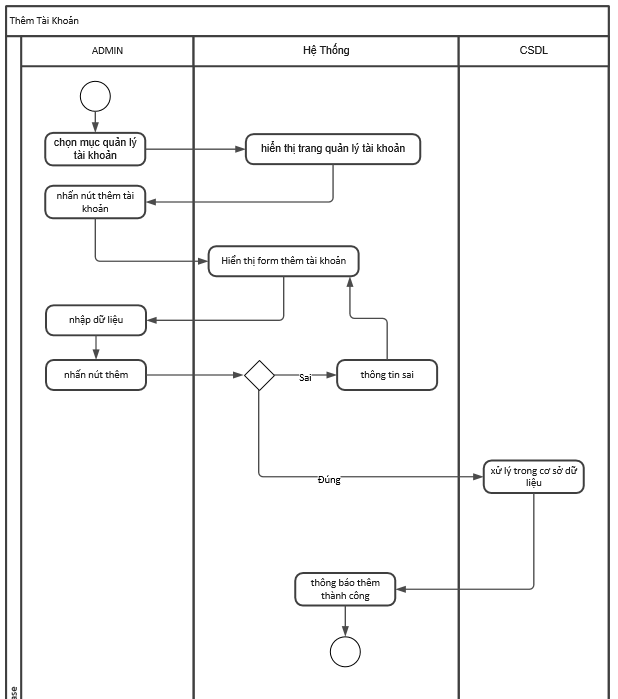 Thêm Tài Khoản
ADMIN
Hệ Thống
CSDL
chọn mục quản lý
tài khoản
hiển thị trang quản lý tài khoản
nhấn nút thêm tài
khoản
Hiển thị form thêm tài khoản
nhập dữ liệu
nhấn nút thêm
Sai
thông tin sai
Đúng
xử lý trong cơ sở dữ
liệu
thông báo thêm
thành công